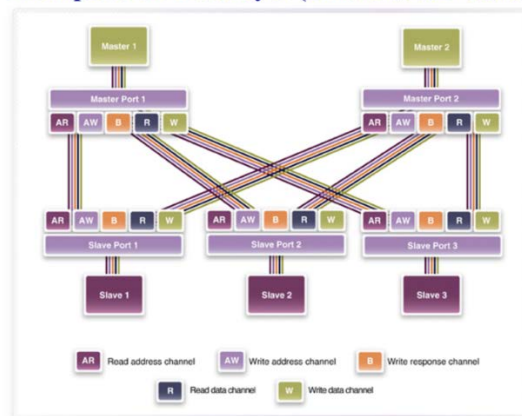 Master 1
Master 2
Master Port 1
Master Port 2
AR AW B R W
AR AW B R W
AR AW B R W
AR AW B R W
AR AW B R W
Slave Port 1
Slave Port 2
Slave Port 3
Slave 1
Slave 2
Slave 3
AR Read address channel
AW Write address channel
B Write response channel
R Read data channel
W Write data channel